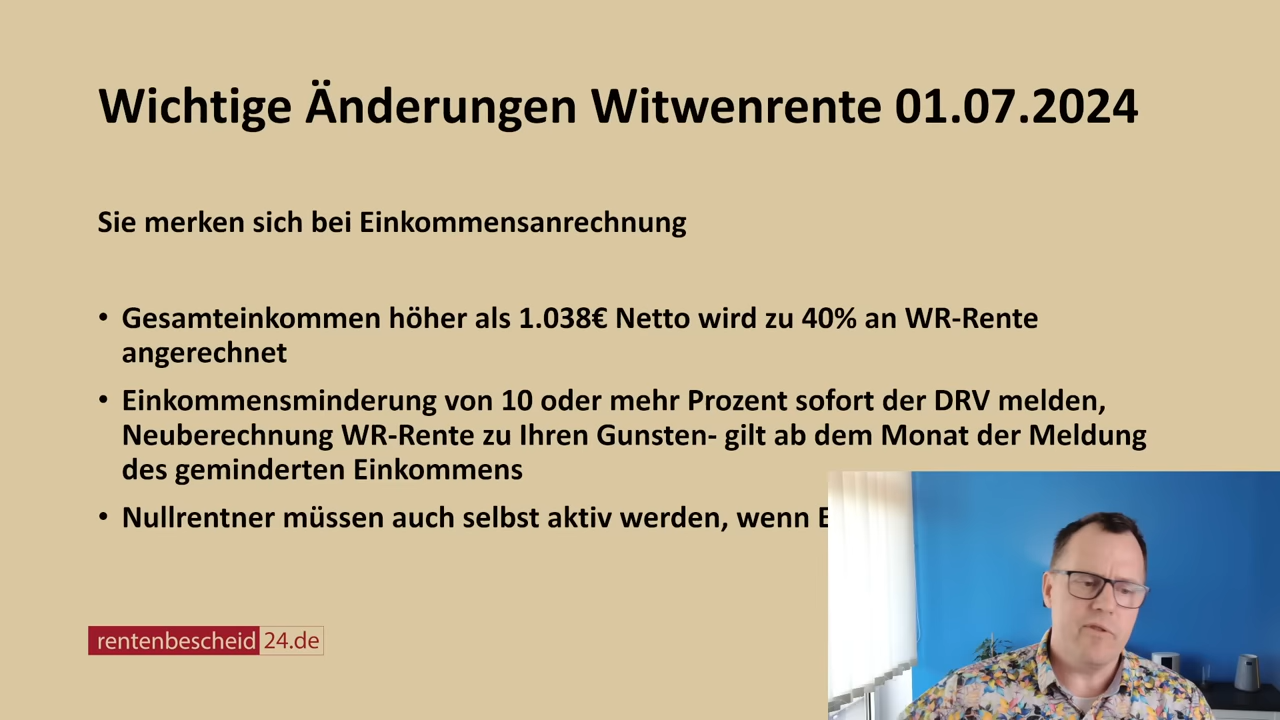 Wichtige Änderungen Witwenrente 01.07.2024
Sie merken sich bei Einkommensanrechnung
• Gesamteinkommen höher als 1.038€ Netto wird zu 40% an WR-Rente
angerechnet
• Einkommensminderung von 10 oder mehr Prozent sofort der DRV melden,
Neuberechnung WR-Rente zu Ihren Gunsten- gilt ab dem Monat der Meldung
des geminderten Einkommens
• Nullrentner müssen auch selbst aktiv werden, wenn
rentenbescheid 24.de